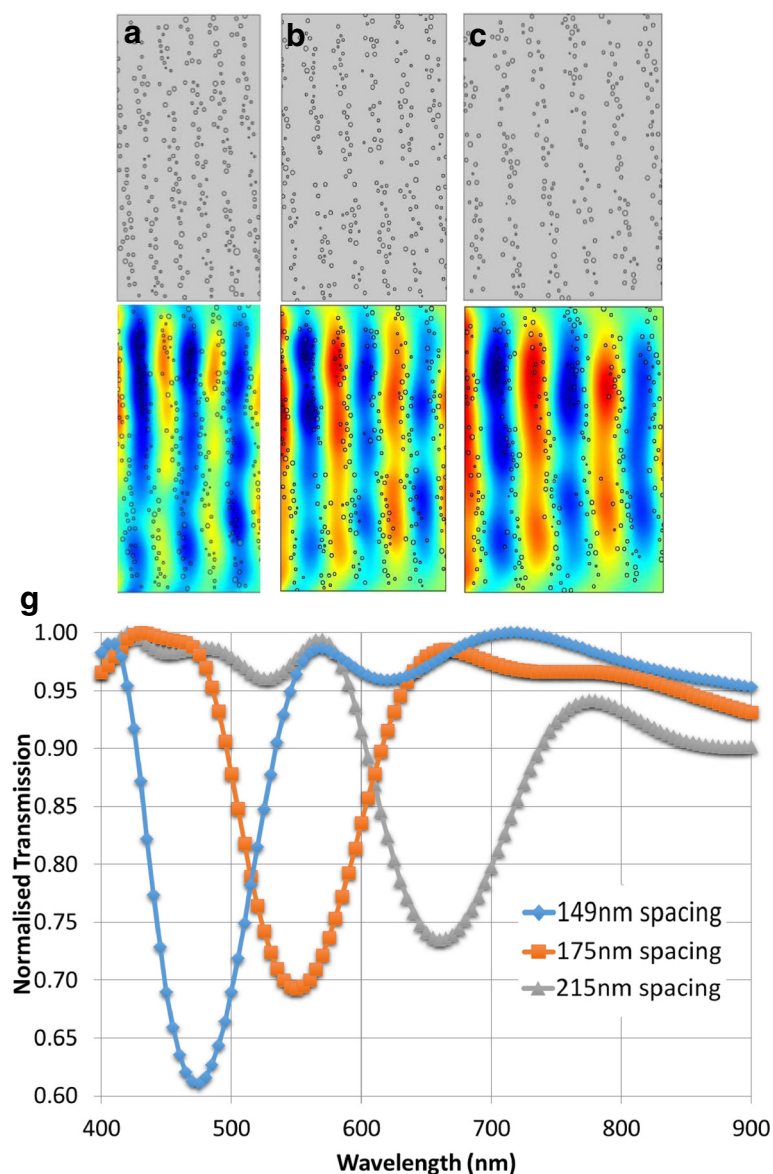 a b c
g
1.00
0.95
0.90
0.85
0.80
0.75
0.70
0.65
0.60
Normalised Transmission
149nm spacing
175nm spacing
215nm spacing
400 500 600 700 800 900
Wavelength (nm)